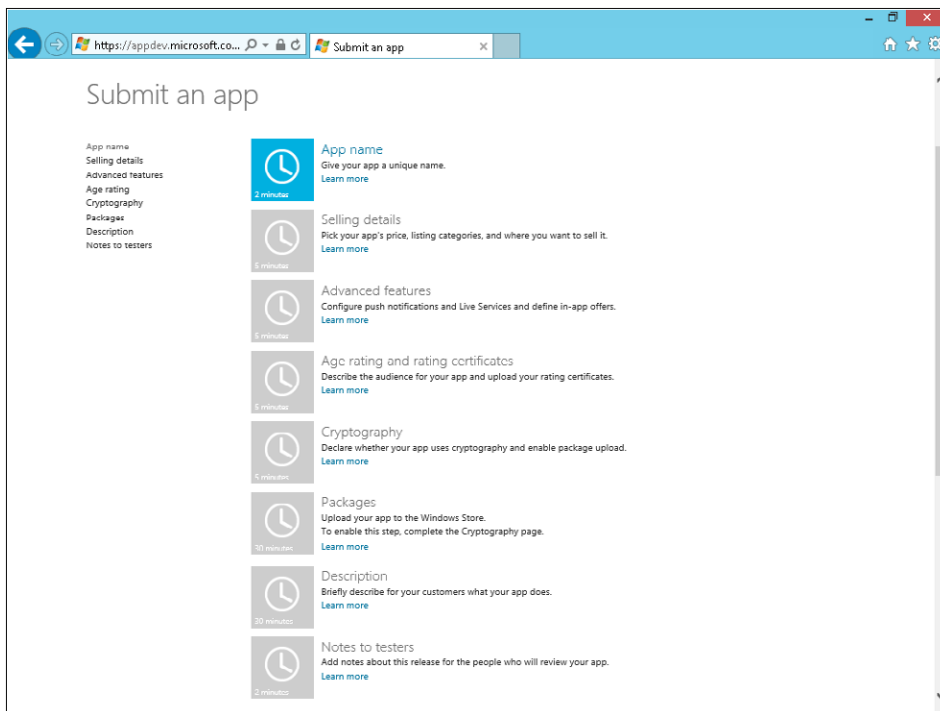 https://appdev.microsoft.co...
Submit an app
Submit an app
App name
Selling details
Advanced features
Age rating
Cryptography
Packages
Description
Notes to testers
App name
Give your app a unique name.
Learn more
2 minutes
Selling details
Pick your app's price, listing categories, and where you want to sell it.
Learn more
5 minutes
Advanced features
Configure push notifications and Live Services and define in-app offers.
Learn more
5 minutes
Age rating and rating certificates
Describe the audience for your app and upload your rating certificates.
Learn more
5 minutes
Cryptography
Declare whether your app uses cryptography and enable package upload.
Learn more
5 minutes
Packages
Upload your app to the Windows Store.
To enable this step, complete the Cryptography page.
Learn more
30 minutes
Description
Briefly describe for your customers what your app does.
Learn more
30 minutes
Notes to testers
Add notes about this release for the people who will review your app.
Learn more
2 minutes